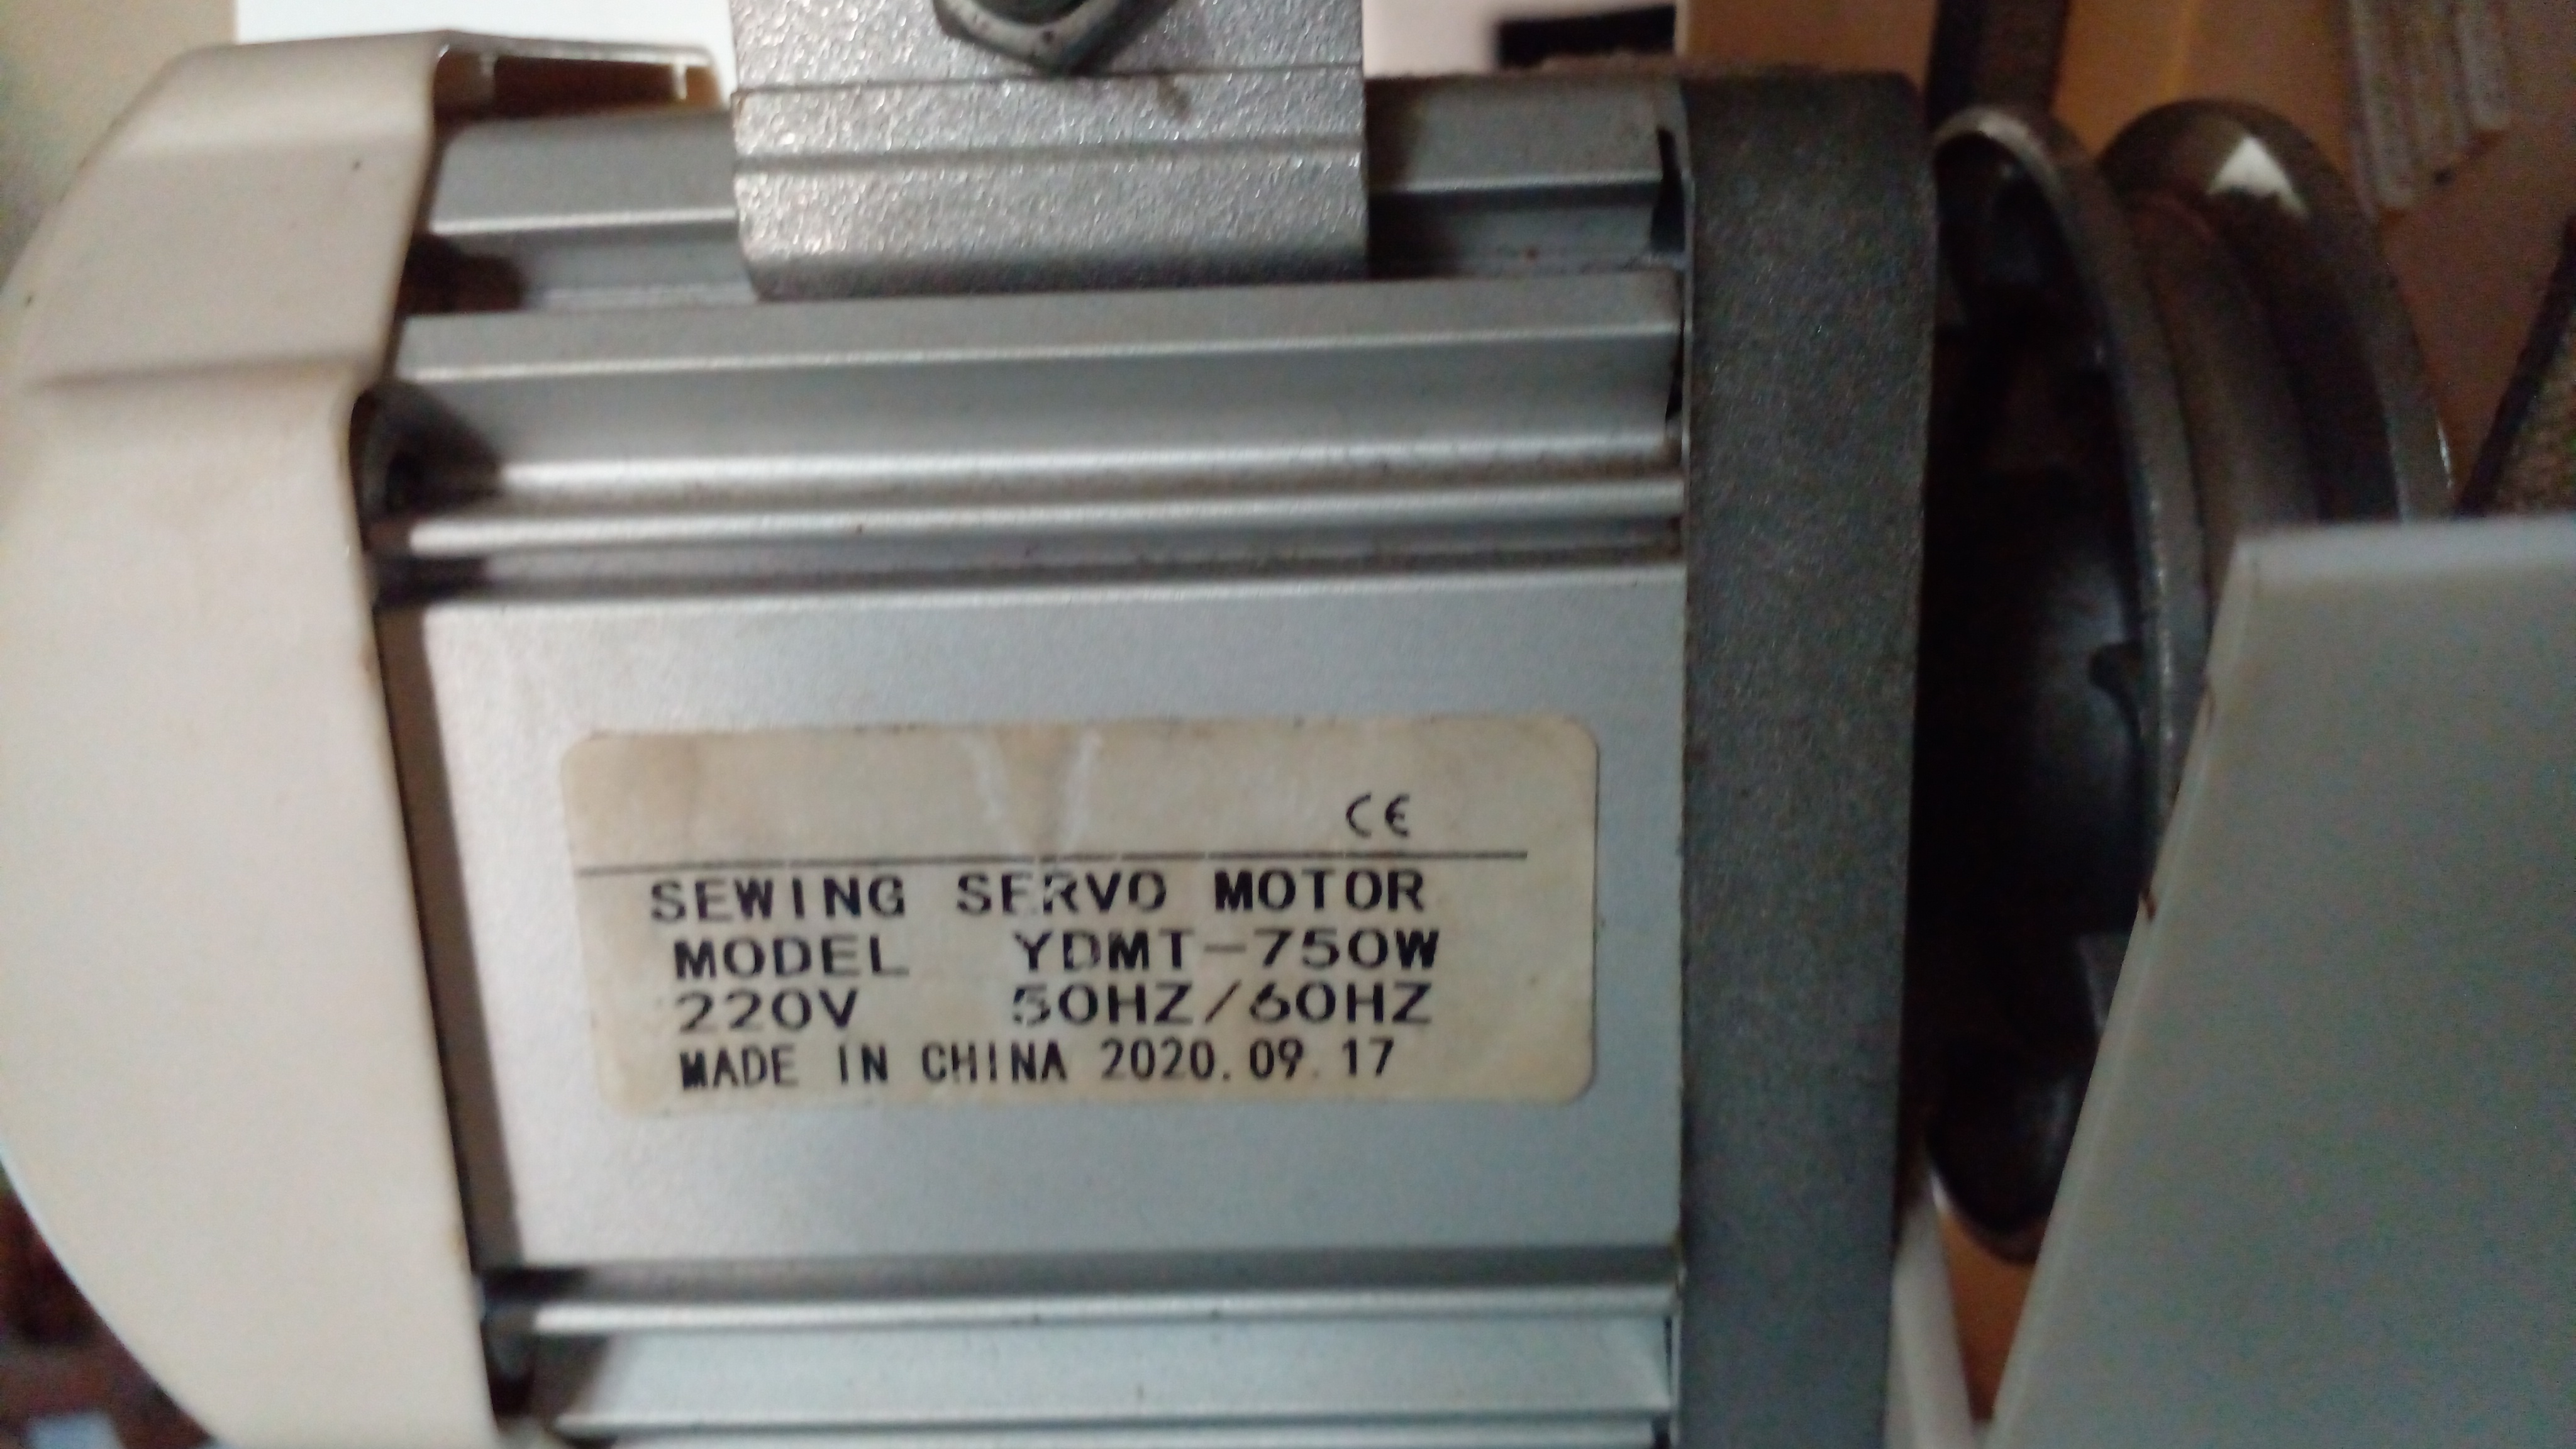 CE
SEWING SERVO MOTOR
MODEL YDMT-750W
220V 50HZ/60HZ
MADE IN CHINA 2020.09.17